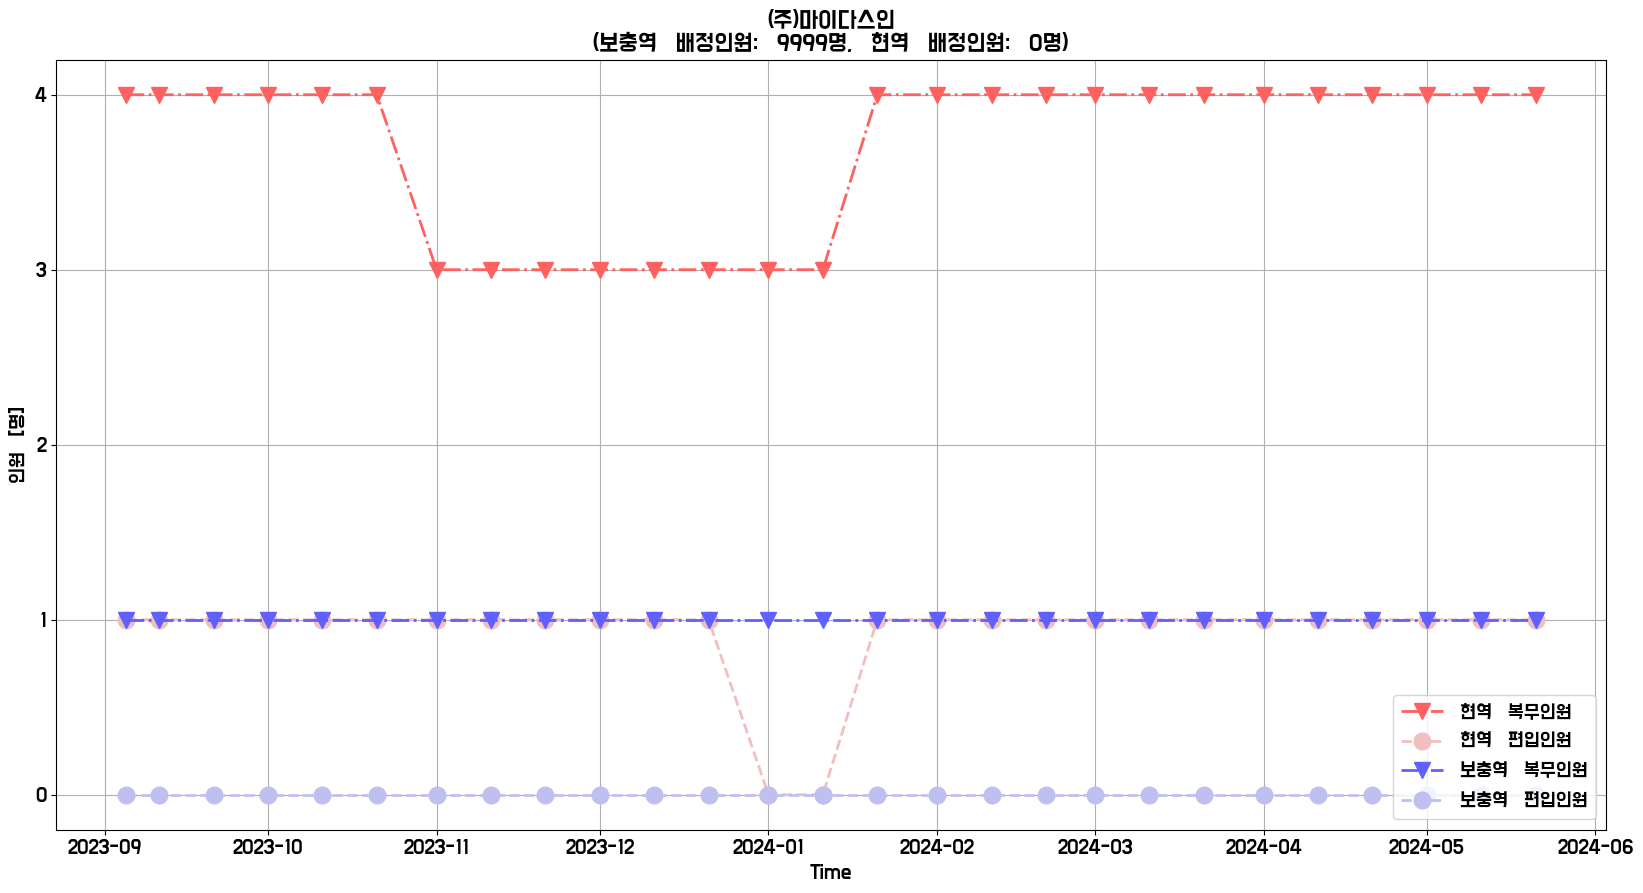 (주)마이다스인
(보충역 배정인원: 9999명, 현역 배정인원: 0명)
인원 [명]
4
3
2
1
0
현역 복무인원
현역 편입인원
보충역 복무인원
보충역 편입인원
2023-09 2023-10 2023-11 2023-12 2024-01 2024-02 2024-03 2024-04 2024-05 2024-06
Time